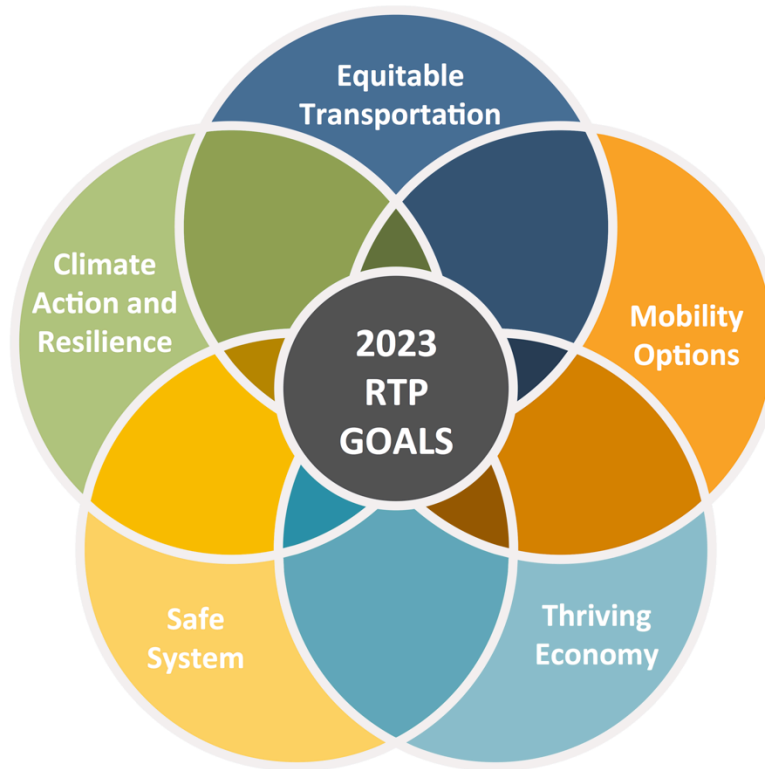 Equitable
Transportation
Climate
Action and
Resilience
Mobility
Options
2023
RTP
GOALS
Safe
System
Thriving
Economy